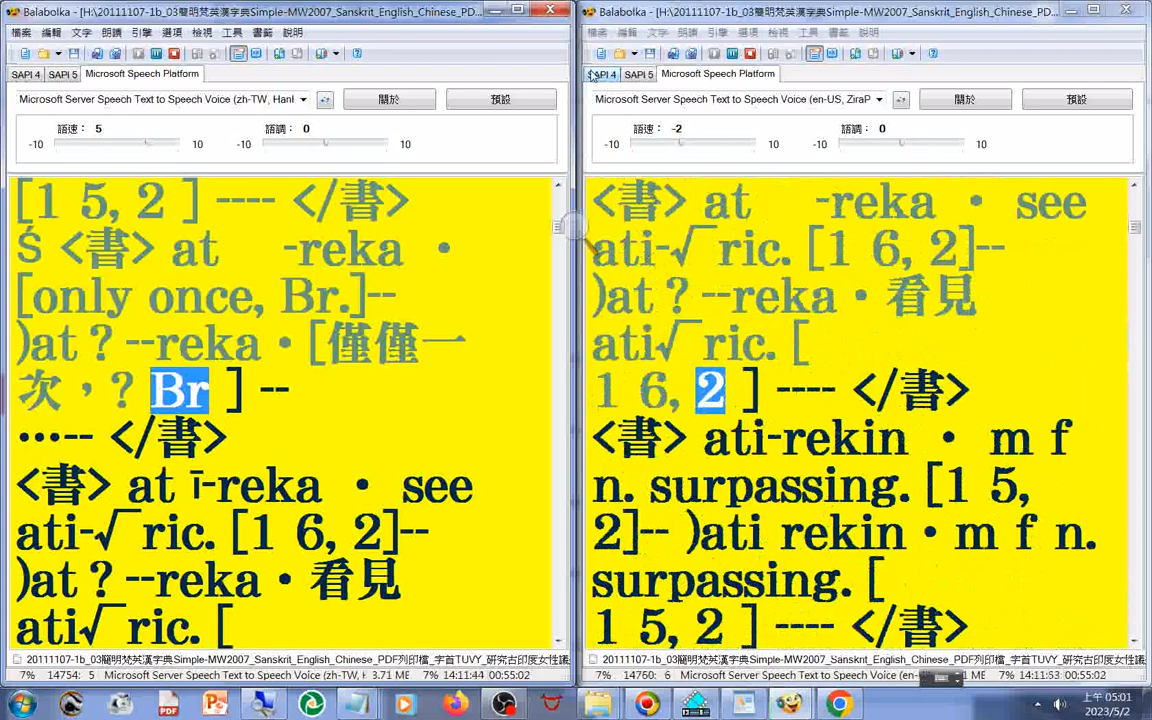 Balabolka - [H:\20111107-1b_03簡明梵英漢字典Simple-MW2007_Sanskrit_English_Chinese_PD...
檔案 編輯 文字 朗讀 引擎 選項 檢視 工具 書籤 說明
SAPI 4 SAPI 5 Microsoft Speech Platform
Microsoft Server Speech Text to Speech Voice (zh-TW, Hanl
關於 預設
語速： 5 語調： 0
-10 10 -10 10
[1 5, 2 ] ---- </書>
Ś <書> at -reka •
[only once, Br.]--
)at？--reka•[僅僅一
次，? Br ] --
•••-- </書>
<書> at ī-reka • see
ati-√ ric. [1 6, 2]--
)at？--reka•看見
ati√ ric. [
20111107-1b_03簡明梵英漢字典Simple-MW2007_Sanskrit_English_Chinese_PDF列印檔_字首TUVY_研究古印度女性議
7% 14754: 5 Microsoft Server Speech Text to Speech Voice (zh-TW, H 3.71 ME 7% 14:11:44 00:55:02
Balabolka - [H:\20111107-1b_03簡明梵英漢字典Simple-MW2007_Sanskrit_English_Chinese_PD...
檔案 編輯 文字 朗讀 引擎 選項 檢視 工具 書籤 說明
SAPI 4 SAPI 5 Microsoft Speech Platform
Microsoft Server Speech Text to Speech Voice (en-US, ZiraP
關於 預設
語速： -2 語調： 0
-10 10 -10 10
<書> at -reka • see
ati-√ ric. [1 6, 2]--
)at？--reka•看見
ati√ ric. [
1 6, 2 ] ---- </書>
<書> ati-rekin • m f
n. surpassing. [1 5,
2]-- )ati rekin•m f n.
surpassing. [
1 5, 2 ] ---- </書>
20111107-1b_03簡明梵英漢字典Simple-MW2007_Sanskrit_English_Chinese_PDF列印檔_字首TUVY_研究古印度女性議
7% 14760: 6 Microsoft Server Speech Text to Speech Voice (en 7% 14:11:53 00:55:02
上午 05:01
2023/5/2